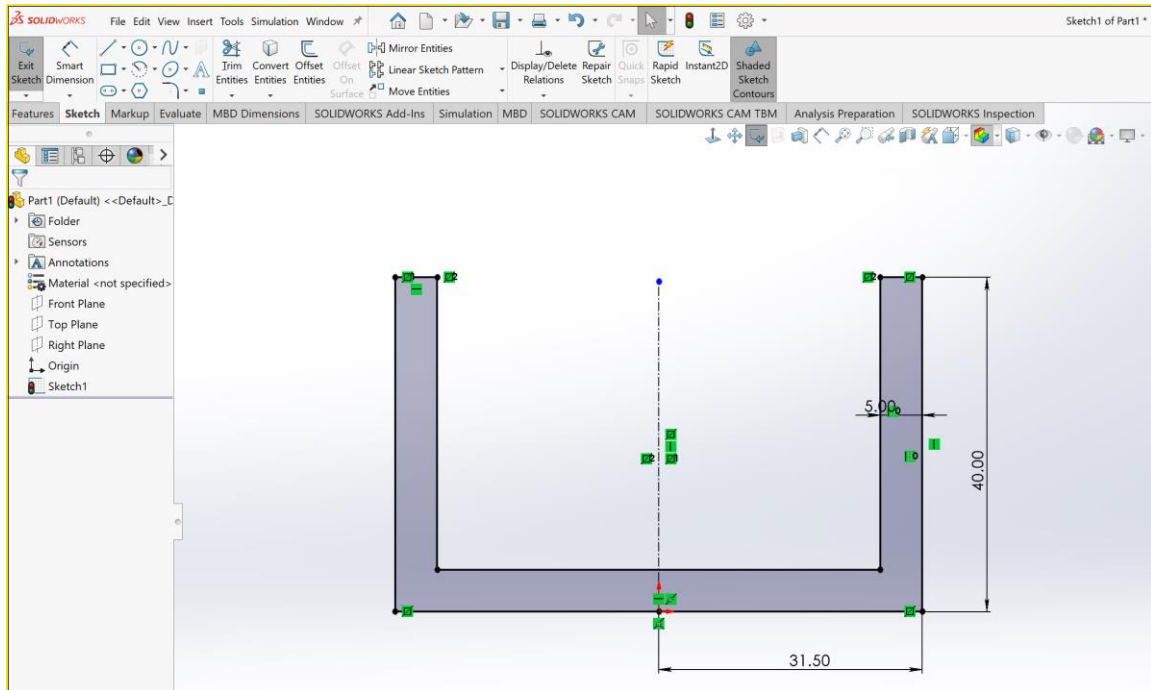 SOLIDWORKS File Edit View Insert Tools Simulation Window Sketch1 of Part1 *
Exit Sketch
Smart Dimension
Trim Entities
Convert Entities
Offset Entities
Offset On Surface
Mirror Entities
Linear Sketch Pattern
Move Entities
Display/Delete Relations
Repair Sketch
Quick Snaps
Rapid Sketch
Instant2D
Shaded Sketch Contours
Features Sketch Markup Evaluate MBD Dimensions SOLIDWORKS Add-Ins Simulation MBD SOLIDWORKS CAM SOLIDWORKS CAM TBM Analysis Preparation SOLIDWORKS Inspection
Part1 (Default) <<Default>_D
Folder
Sensors
Annotations
Material <not specified>
Front Plane
Top Plane
Right Plane
Origin
Sketch1
5.00
40.00
31.50